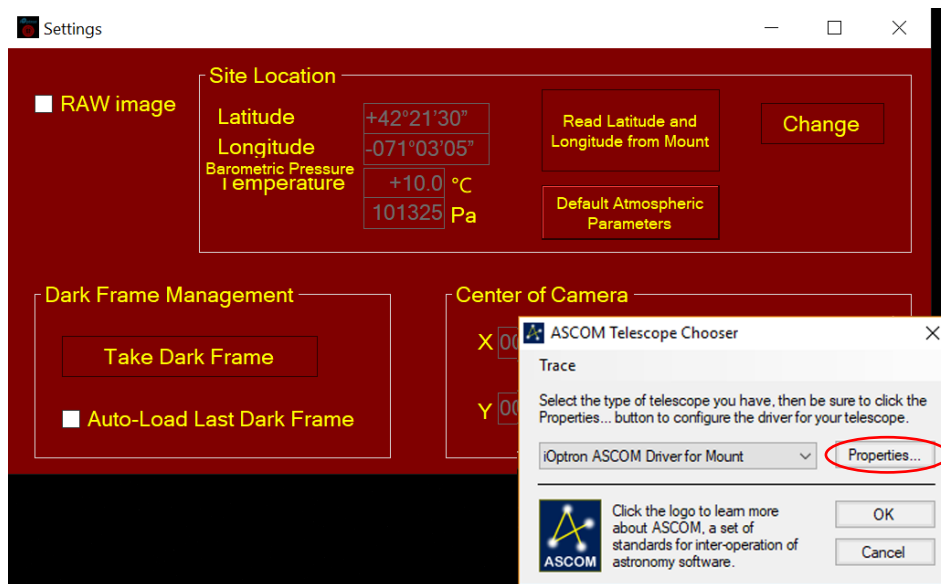 Settings
RAW image
Site Location
Latitude
+42°21'30”
Longitude
-071°03'05”
Barometric Pressure
Temperature
+10.0 °C
101325 Pa
Read Latitude and
Longitude from Mount
Default Atmospheric
Parameters
Change
Dark Frame Management
Take Dark Frame
Auto-Load Last Dark Frame
Center of Camera
X
Y
ASCOM Telescope Chooser
Trace
Select the type of telescope you have, then be sure to click the
Properties... button to configure the driver for your telescope.
iOptron ASCOM Driver for Mount
Properties...
ASCOM
Click the logo to learn more
about ASCOM, a set of
standards for inter-operation of
astronomy software.
OK
Cancel